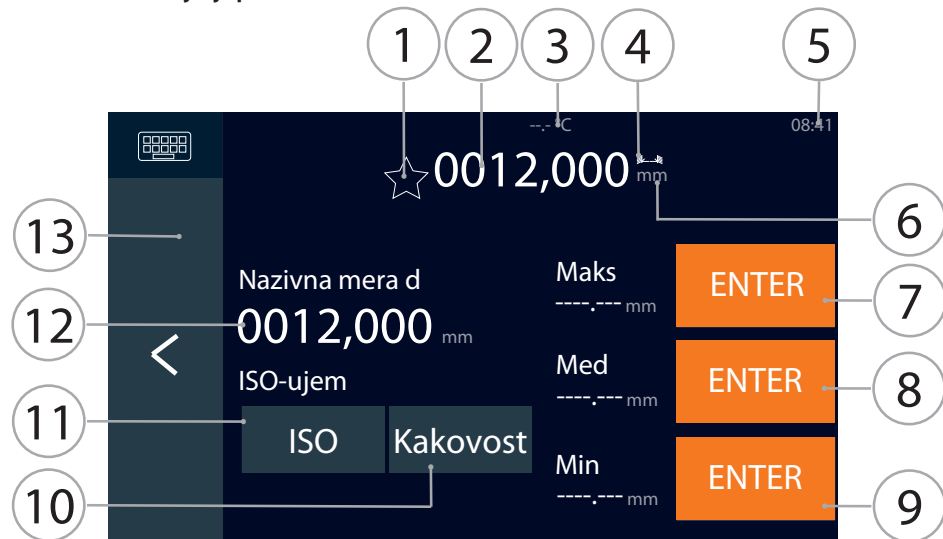 1 2 3 4 5
--.- °C 08:41
0012,000 mm
6
13
Nazivna mera d
Maks
ENTER
7
----.--- mm
12
0012,000 mm
Med
ENTER
8
----.--- mm
ISO-ujem
11
ISO Kakovost
Min
ENTER
----.--- mm
10
9